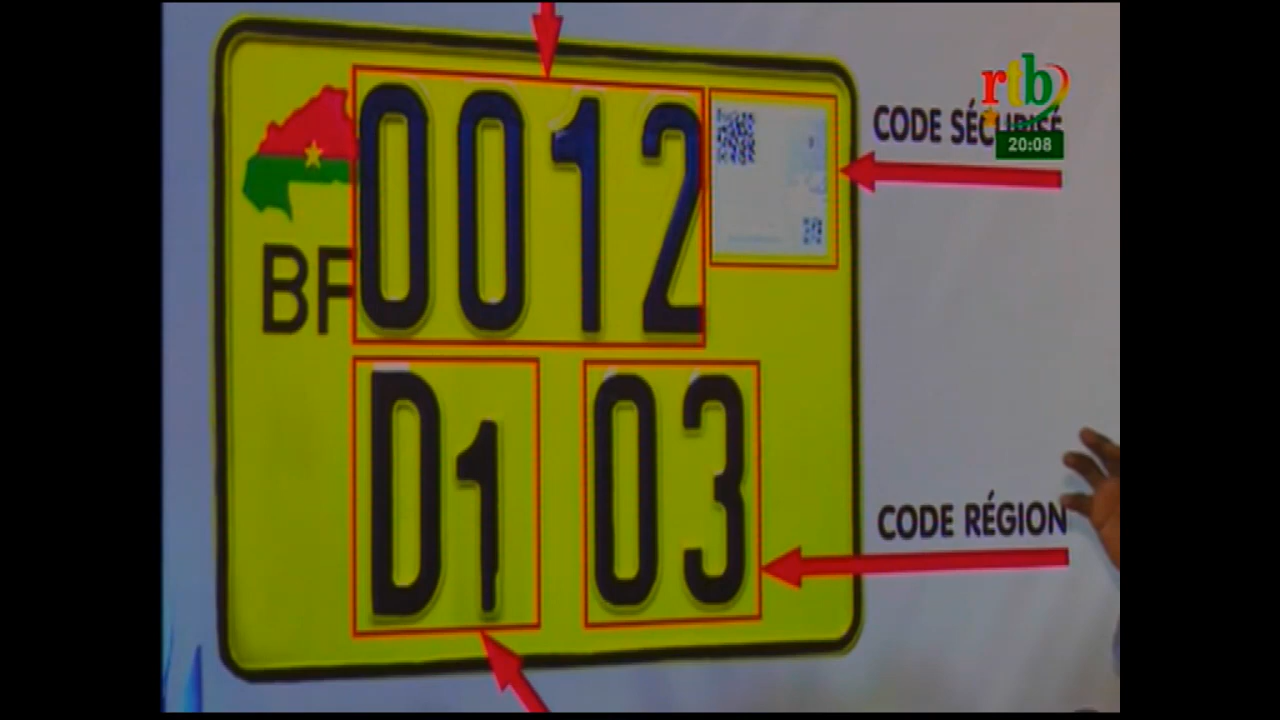 rtb
20:08
CODE SÉCURISÉ
0012
BF
D1 03
CODE RÉGION